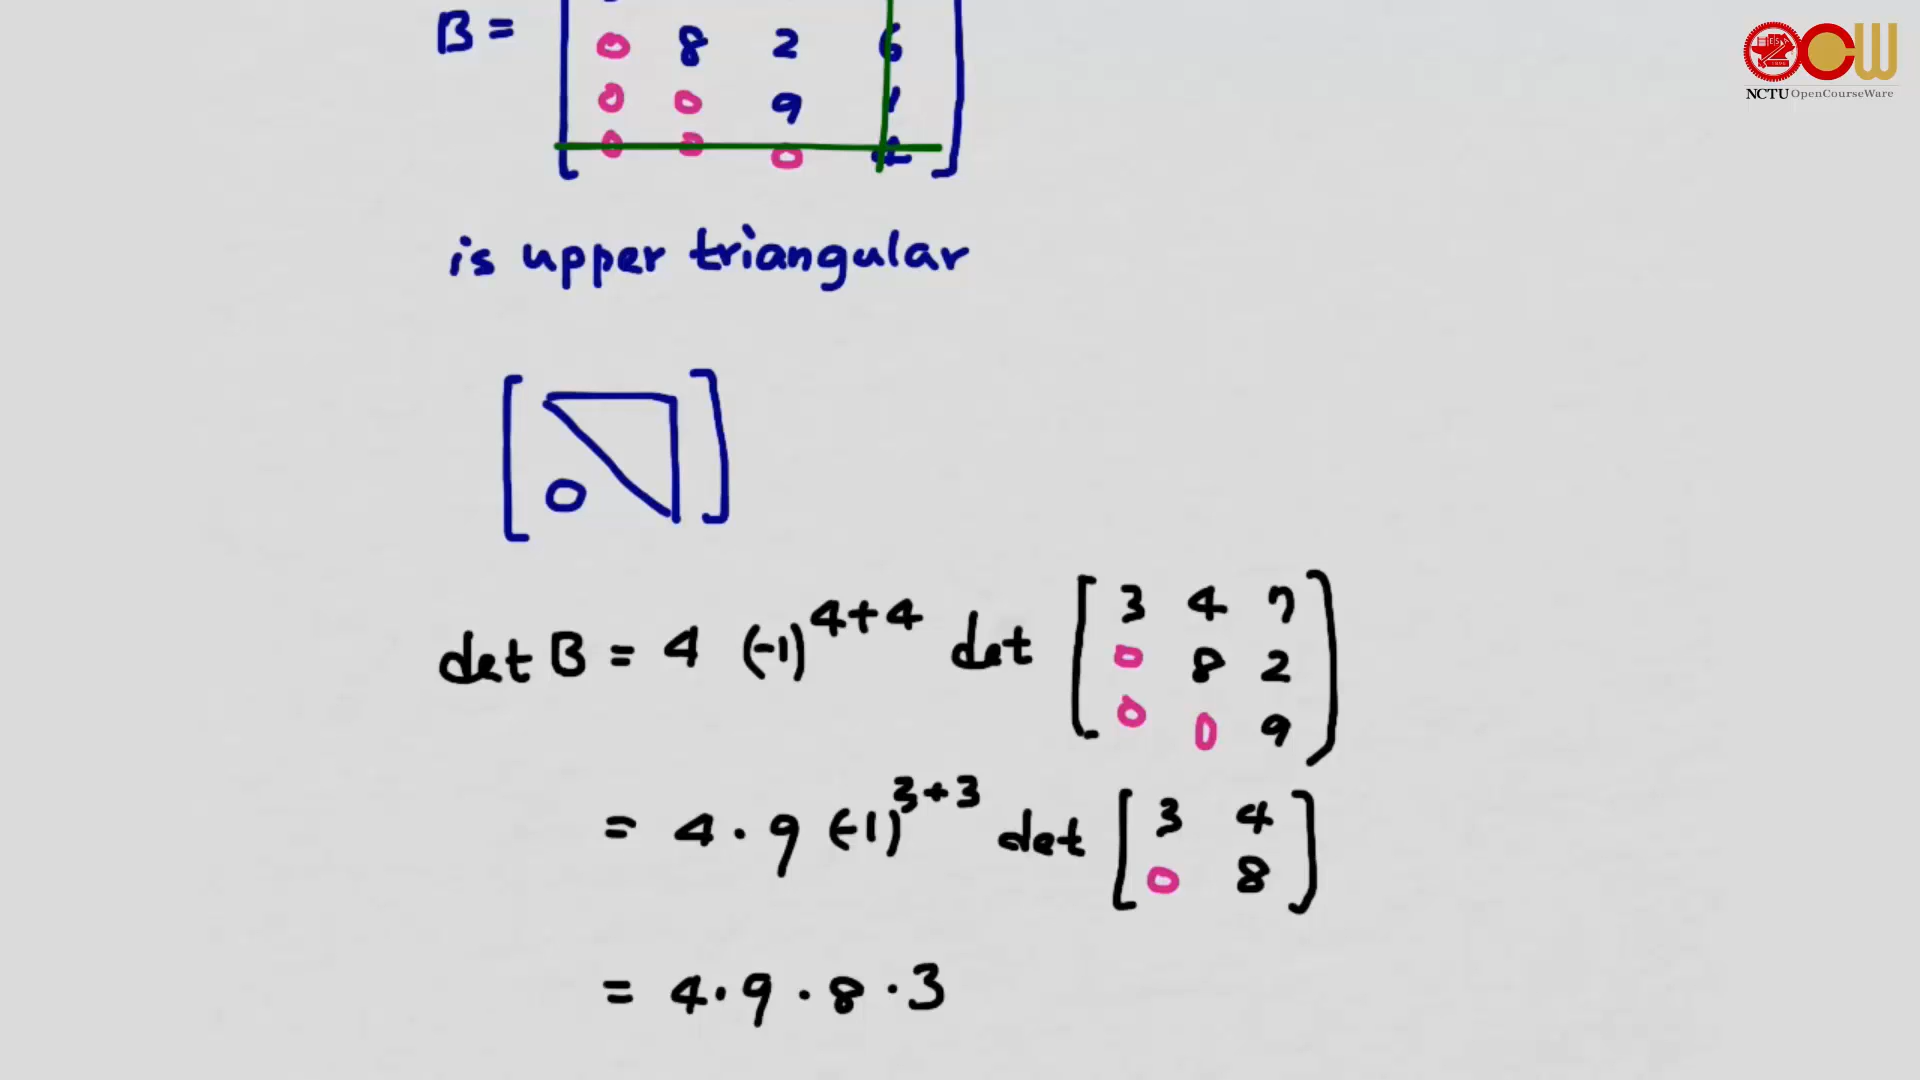 NCTU OpenCourseWare
B =
0 8 2 6
0 0 9 1
0 0 0 4
is upper triangular
0
det B = 4 (-1)^{4+4} det [3 4 7
0 8 2
0 0 9]
= 4 · 9 (-1)^{3+3} det [3 4
0 8]
= 4 · 9 · 8 · 3